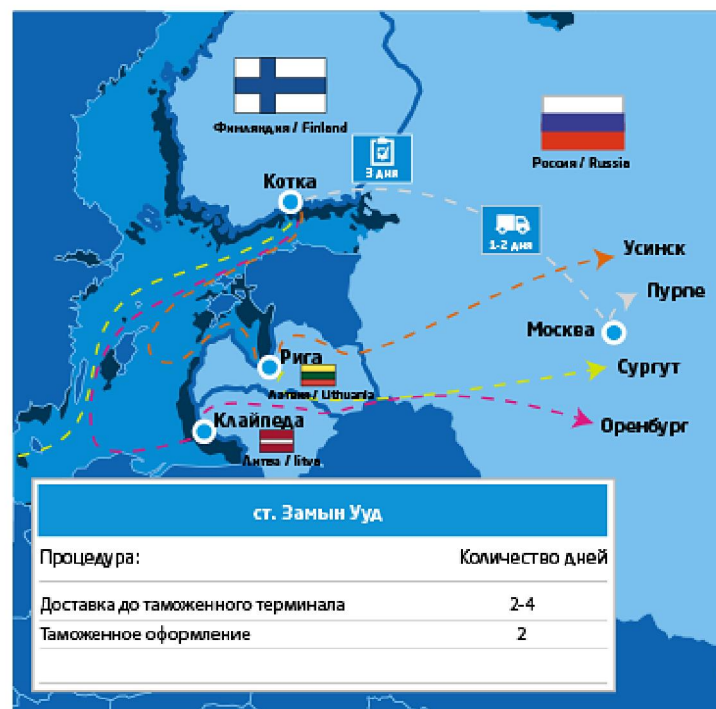 Финляндия / Finland
Россия / Russia
3 дня
Котка
1-2 дня
Усинск
Пурпе
Москва
Рига
Сургут
Латвия / Lithuania
Клайпеда
Оренбург
Литва / litva
ст. Замын Ууд
Процедура: Количество дней
Доставка до таможенного терминала 2-4
Таможенное оформление 2